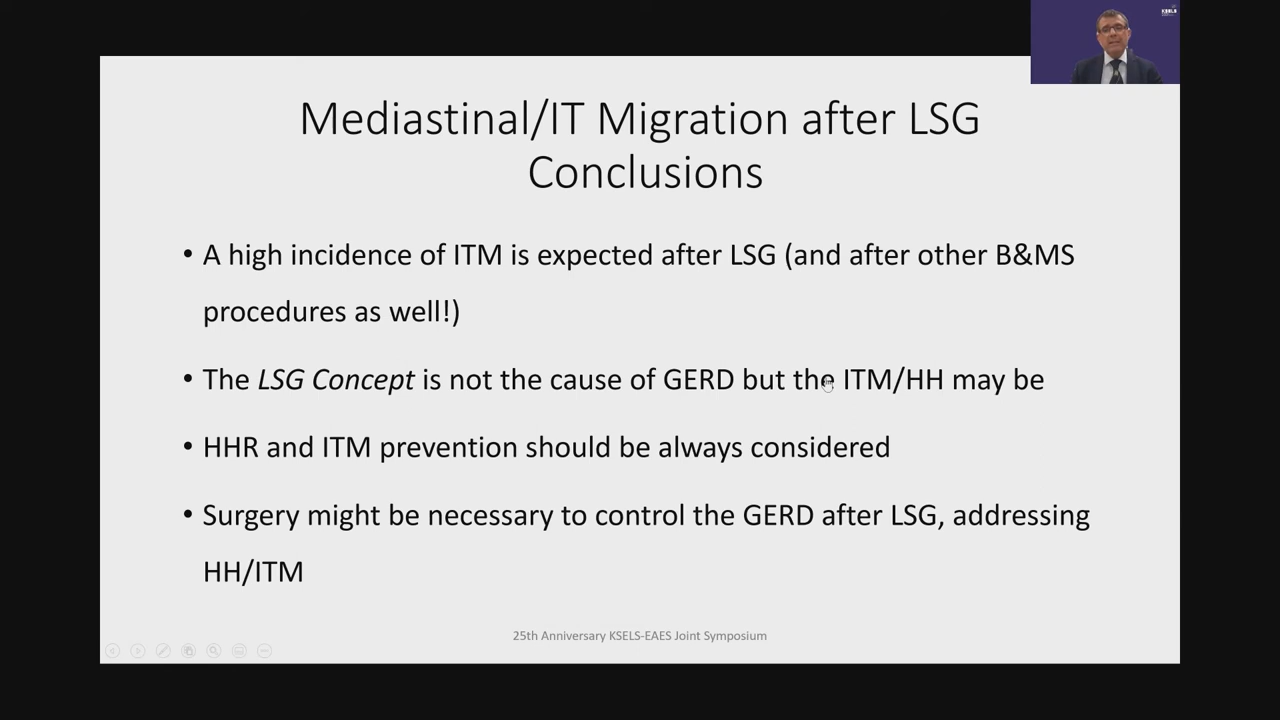 KSELS
Mediastinal/IT Migration after LSG
Conclusions
• A high incidence of ITM is expected after LSG (and after other B&MS
procedures as well!)
• The LSG Concept is not the cause of GERD but the ITM/HH may be
• HHR and ITM prevention should be always considered
• Surgery might be necessary to control the GERD after LSG, addressing
HH/ITM
25th Anniversary KSELS-EAES Joint Symposium